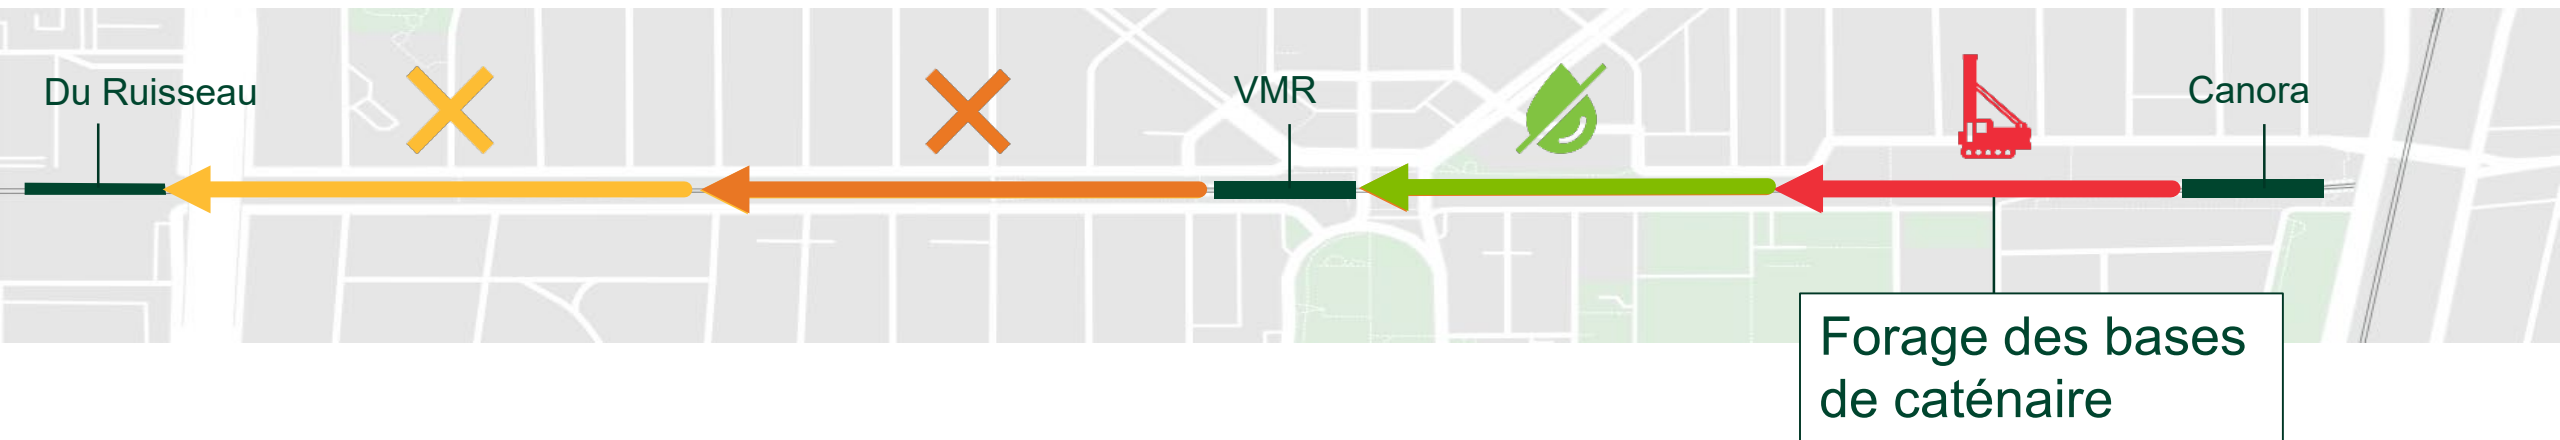 Du Ruisseau
VMR
Canora
Forage des bases
de caténaire